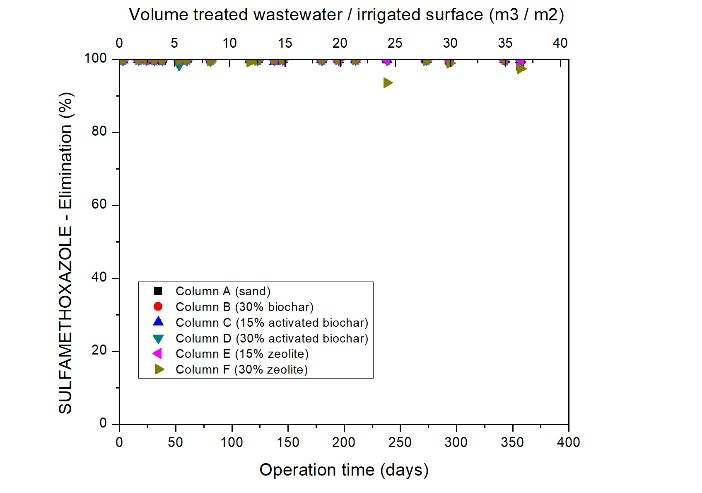 Volume treated wastewater / irrigated surface (m3 / m2)
0 5 10 15 20 25 30 35 40
SULFAMETHOXAZOLE - Elimination (%)
100
80
60
40
20
0
Column A (sand)
Column B (30% biochar)
Column C (15% activated biochar)
Column D (30% activated biochar)
Column E (15% zeolite)
Column F (30% zeolite)
0 50 100 150 200 250 300 350 400
Operation time (days)